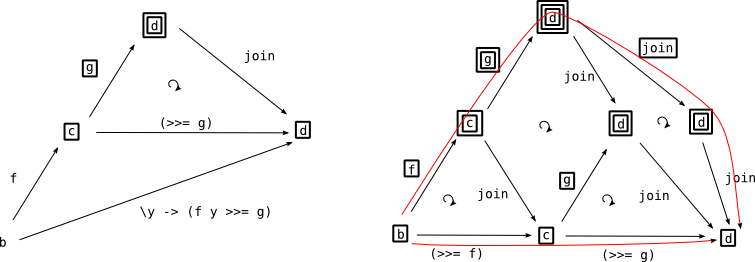 d
join
g
c
(>>= g)
d
f
\y -> (f y >>= g)
b
d
join
g
join
c
d
d
f
g
join
join
join
b
c
d
(>>= f)
(>>= g)